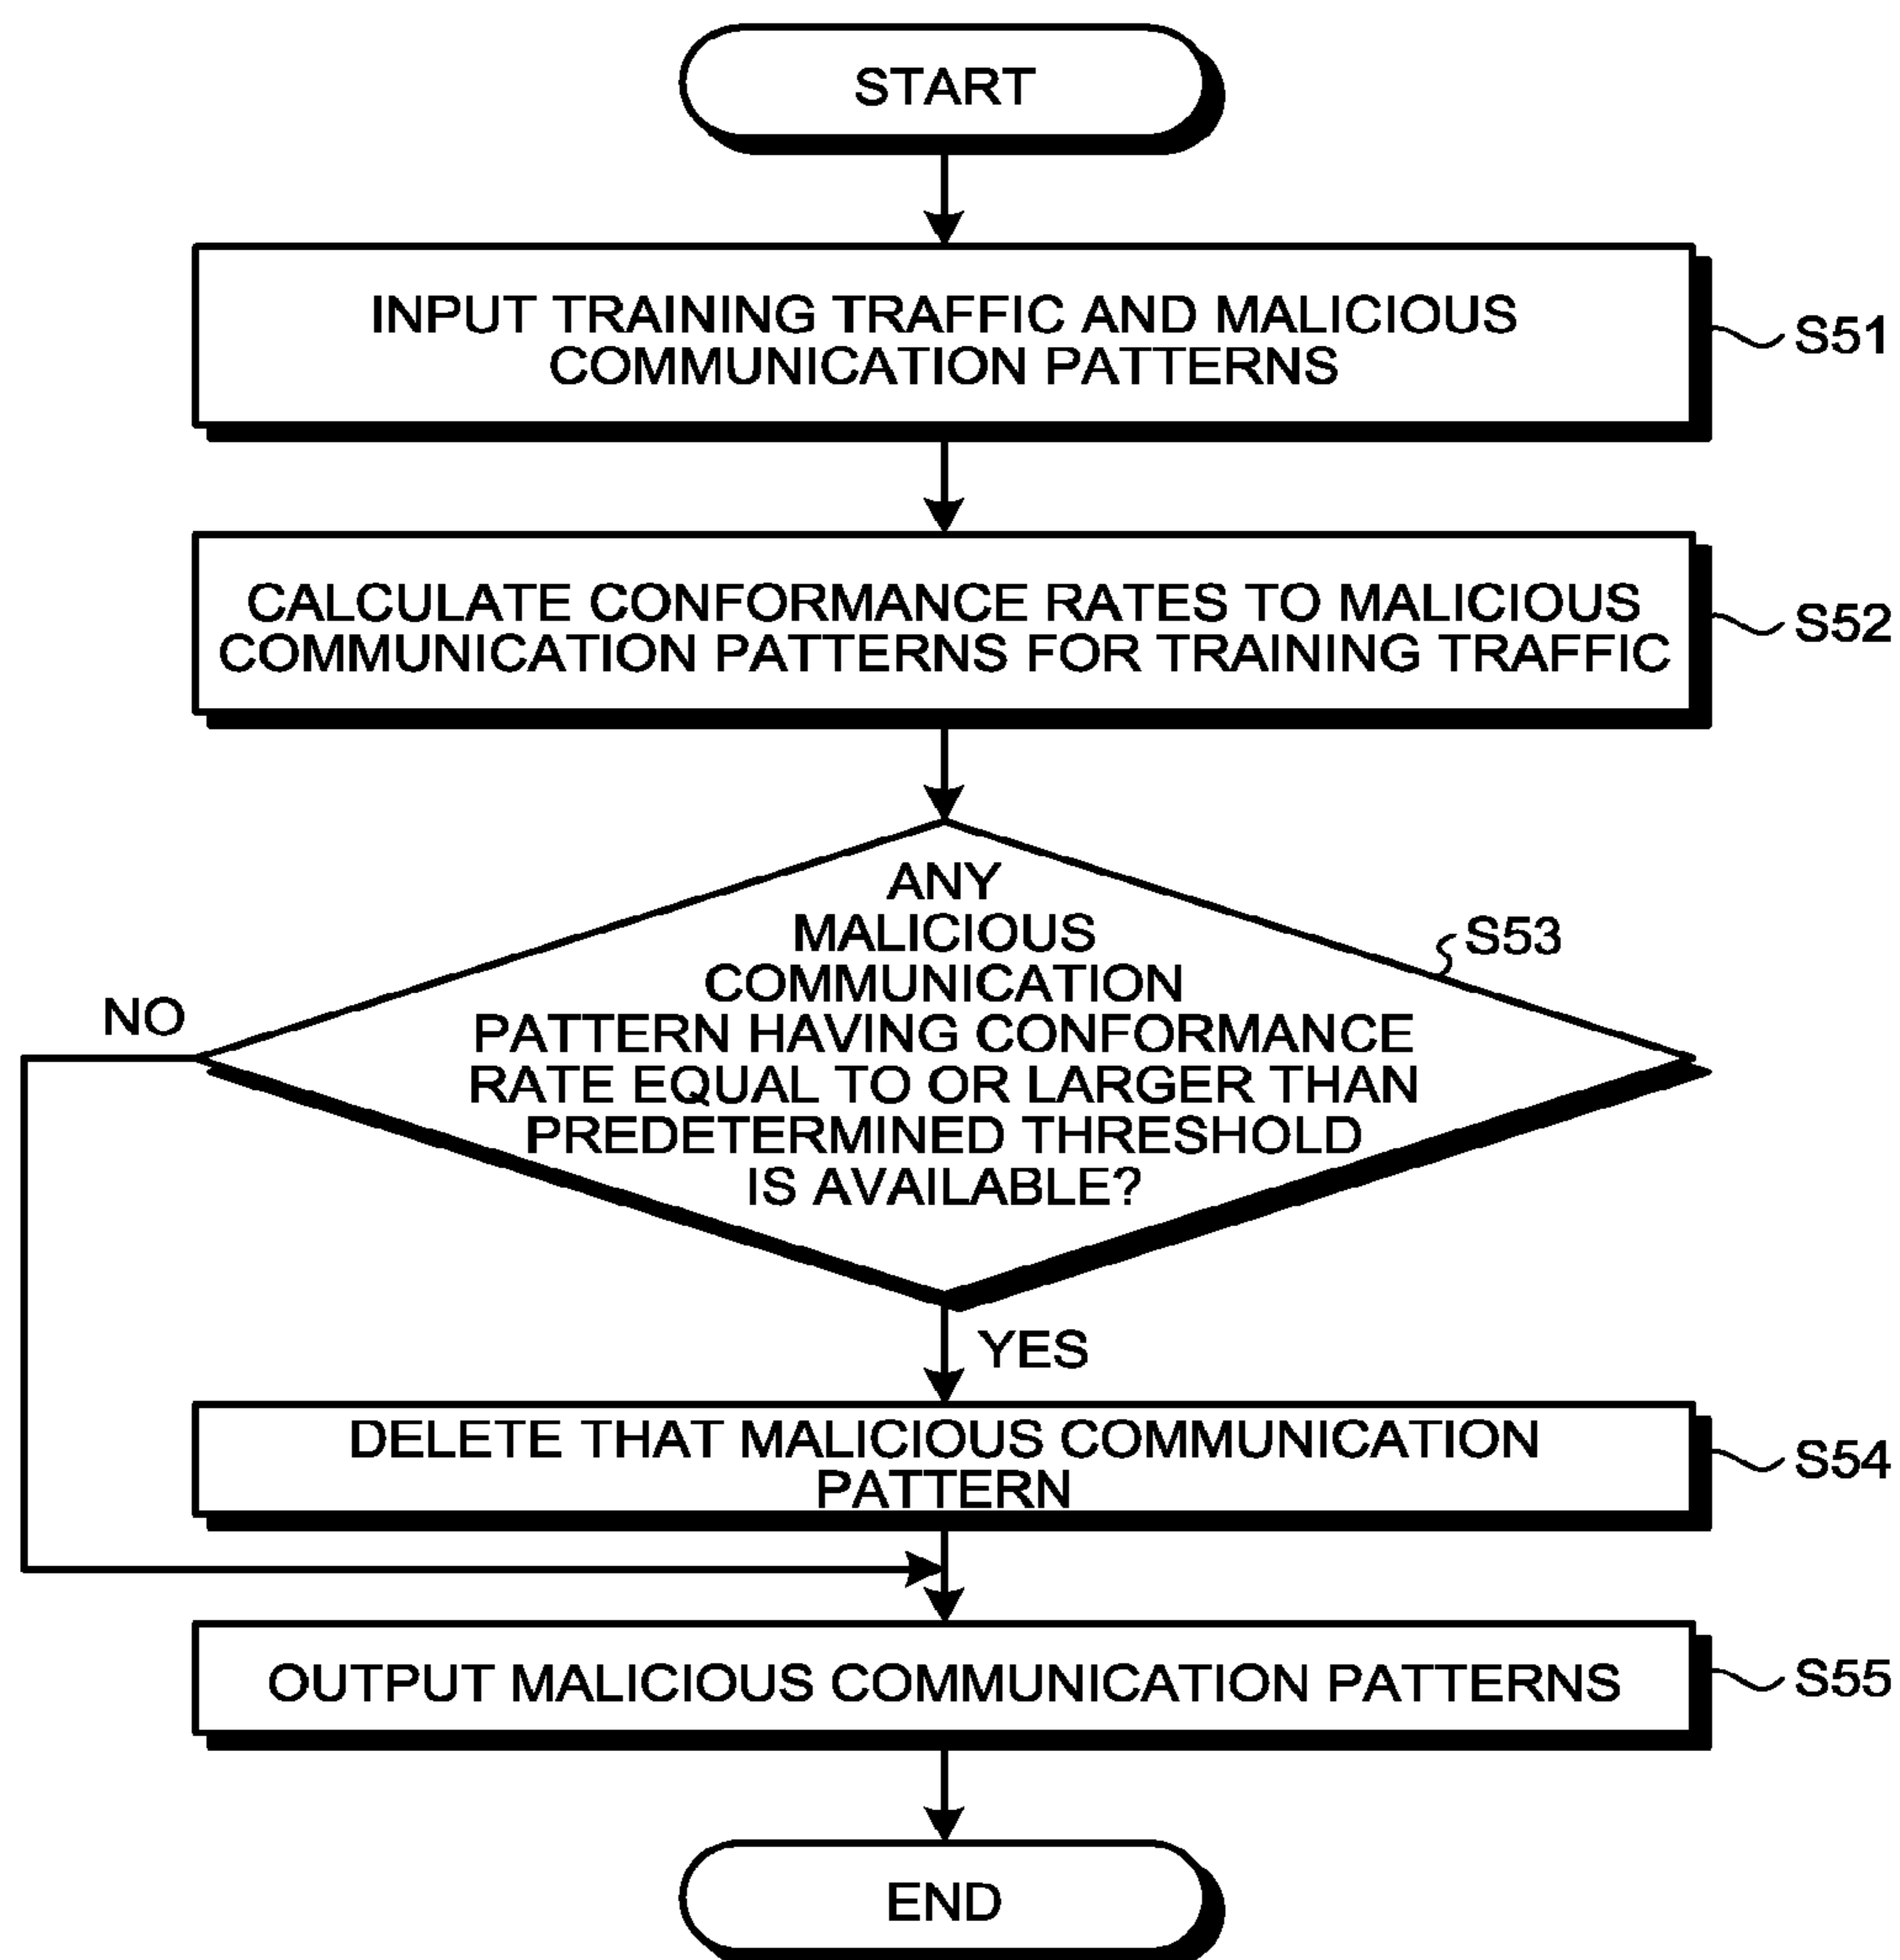 START
INPUT TRAINING TRAFFIC AND MALICIOUS
COMMUNICATION PATTERNS
S51
CALCULATE CONFORMANCE RATES TO MALICIOUS
COMMUNICATION PATTERNS FOR TRAINING TRAFFIC
S52
ANY
MALICIOUS
COMMUNICATION
PATTERN HAVING CONFORMANCE
RATE EQUAL TO OR LARGER THAN
PREDETERMINED THRESHOLD
IS AVAILABLE?
S53
NO
YES
DELETE THAT MALICIOUS COMMUNICATION
PATTERN
S54
OUTPUT MALICIOUS COMMUNICATION PATTERNS
S55
END